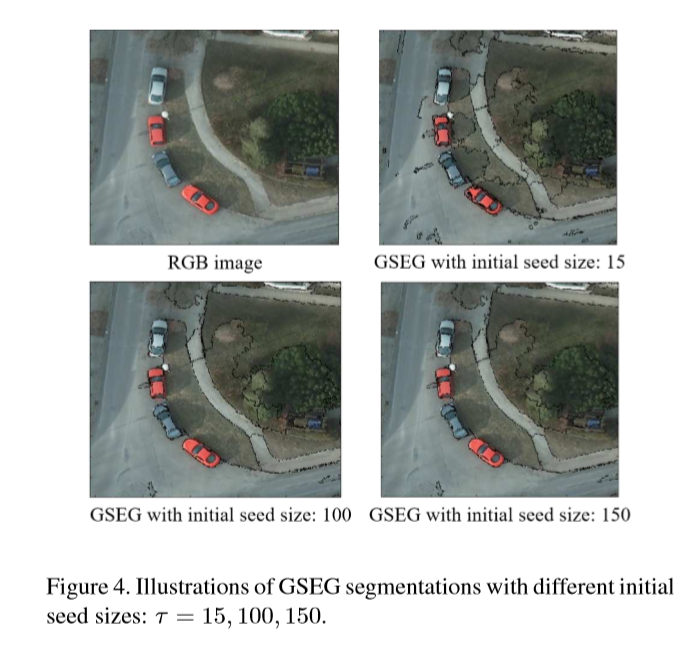 RGB image
GSEG with initial seed size: 15
GSEG with initial seed size: 100
GSEG with initial seed size: 150
Figure 4. Illustrations of GSEG segmentations with different initial
seed sizes: τ = 15, 100, 150.